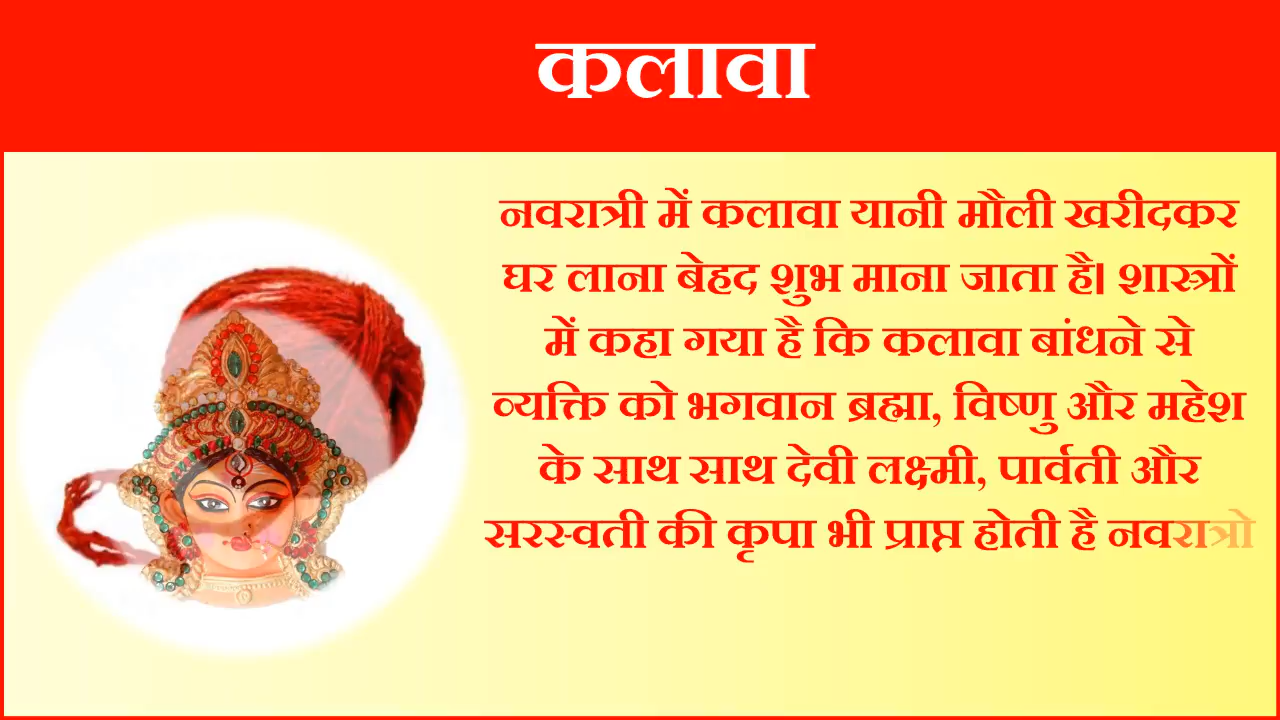 कलावा
नवरात्री में कलावा यानी मौली खरीदकर
घर लाना बेहद शुभ माना जाता है। शास्त्रों
में कहा गया है कि कलावा बांधने से
व्यक्ति को भगवान ब्रह्मा, विष्णु और महेश
के साथ साथ देवी लक्ष्मी, पार्वती और
सरस्वती की कृपा भी प्राप्त होती है नवरात्रो